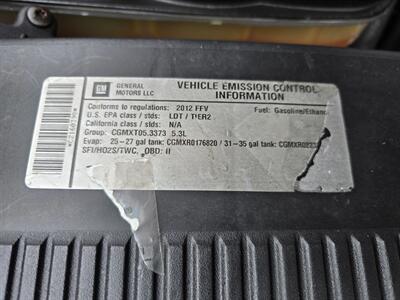 GM
GENERAL
MOTORS LLC
VEHICLE EMISSION CONTROL
INFORMATION
Conforms to regulations: 2012 FFV
Fuel: Gasoline/Ethanol
U.S. EPA class / stds: LDT / TIER2
California class / stds: N/A
Group: CGMXT05.3373 5.3L
Evap: 25-27 gal tank: CGMXR0176820 / 31-35 gal tank:
SFI/HO2S/TWC, OBD: II